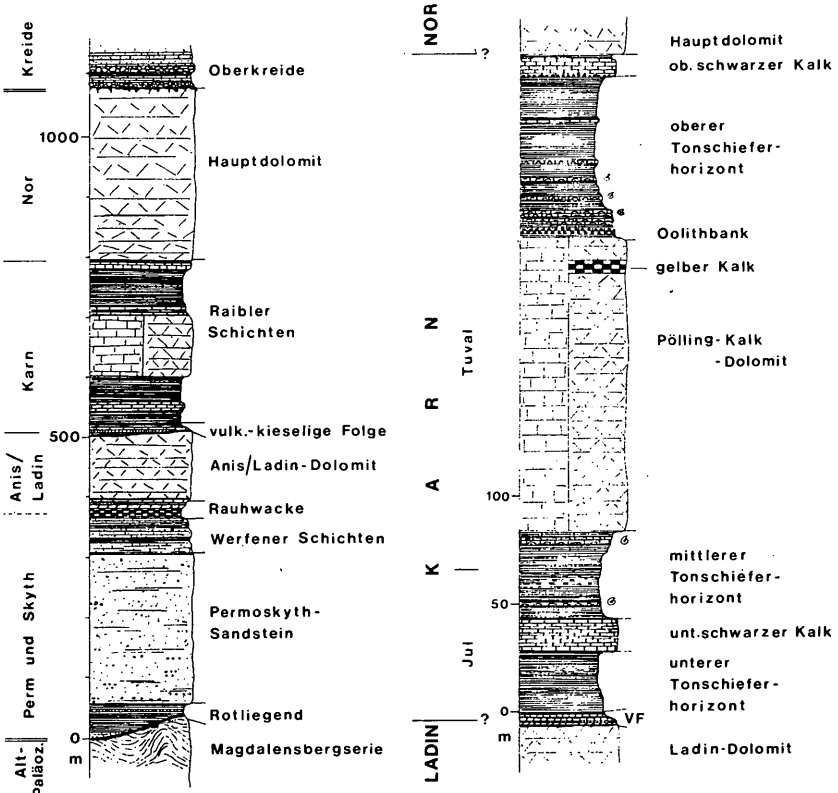 Kreide
Nor
Karn
Anis/
Ladin
Perm und Skyth
Alt-
Paläoz.
1000
500
0
m
Oberkreide
Hauptdolomit
Raibler
Schichten
vulk.-kieselige Folge
Anis/Ladin-Dolomit
Rauhwacke
Werfener Schichten
Permoskyth-
Sandstein
Rotliegend
Magdalensbergserie
NOR
KARN
LADIN
Tuval
Jul
?
100
50
0
m
?
Hauptdolomit
ob. schwarzer Kalk
oberer
Tonschiefer-
horizont
Oolithbank
gelber Kalk
Pölling-Kalk
-Dolomit
mittlerer
Tonschiefer-
horizont
unt.schwarzer Kalk
unterer
Tonschiefer-
horizont
VF
Ladin-Dolomit